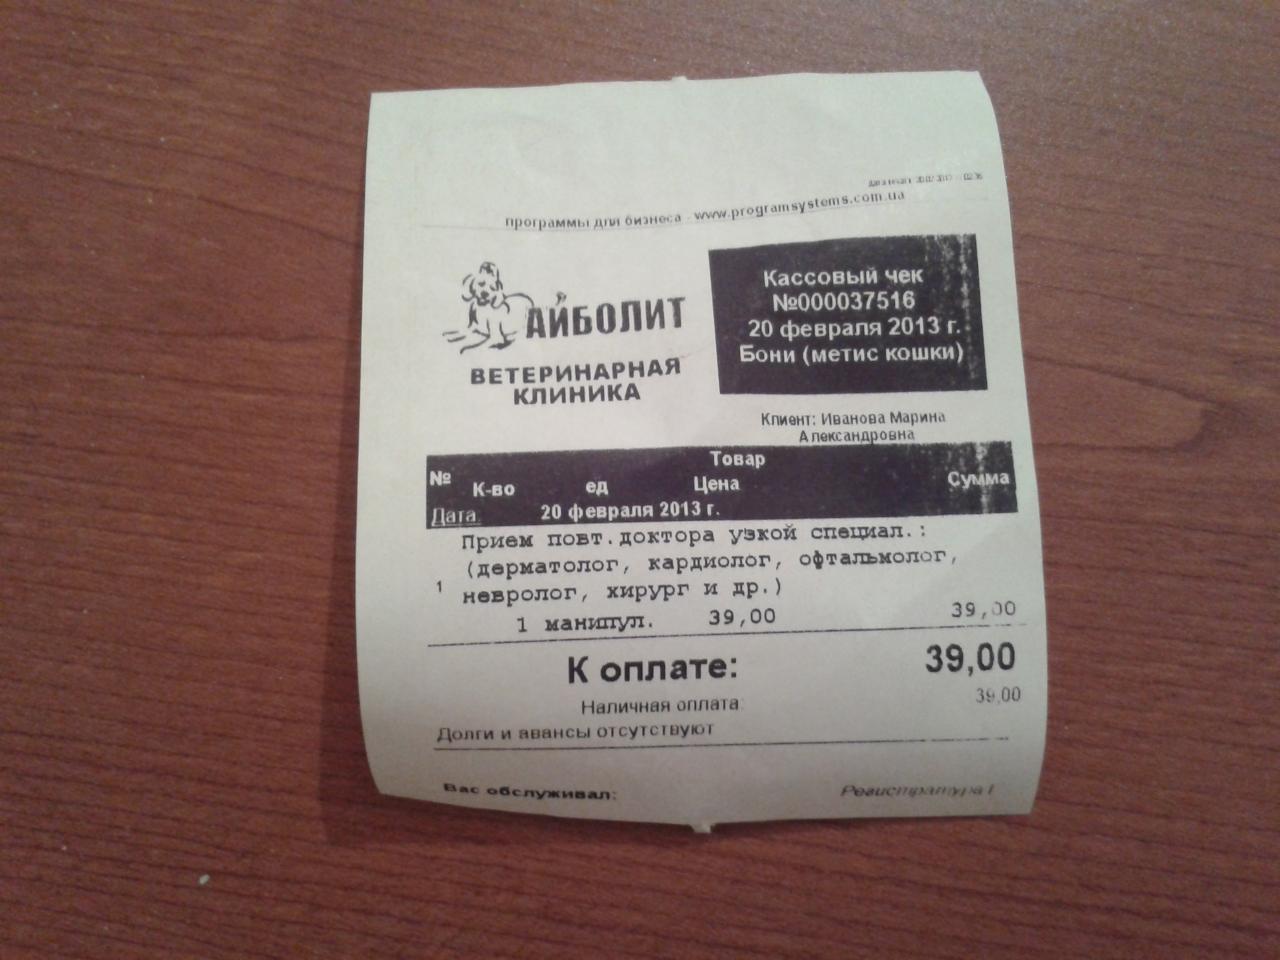 программы для бизнеса - www.programsystems.com.ua
АЙБОЛИТ
ВЕТЕРИНАРНАЯ
КЛИНИКА
Кассовый чек
№000037516
20 февраля 2013 г.
Бони (метис кошки)
Клиент: Иванова Марина
Александровна
Товар
№ К-во ед Цена Сумма
Дата 20 февраля 2013 г.
Прием повт.доктора узкой специал.:
(дерматолог, кардиолог, офтальмолог,
1 невролог, хирург и др.)
1 манипул. 39,00 39,00
К оплате: 39,00
Наличная оплата: 39,00
Долги и авансы отсутствуют
Вас обслуживал: Регистратура I